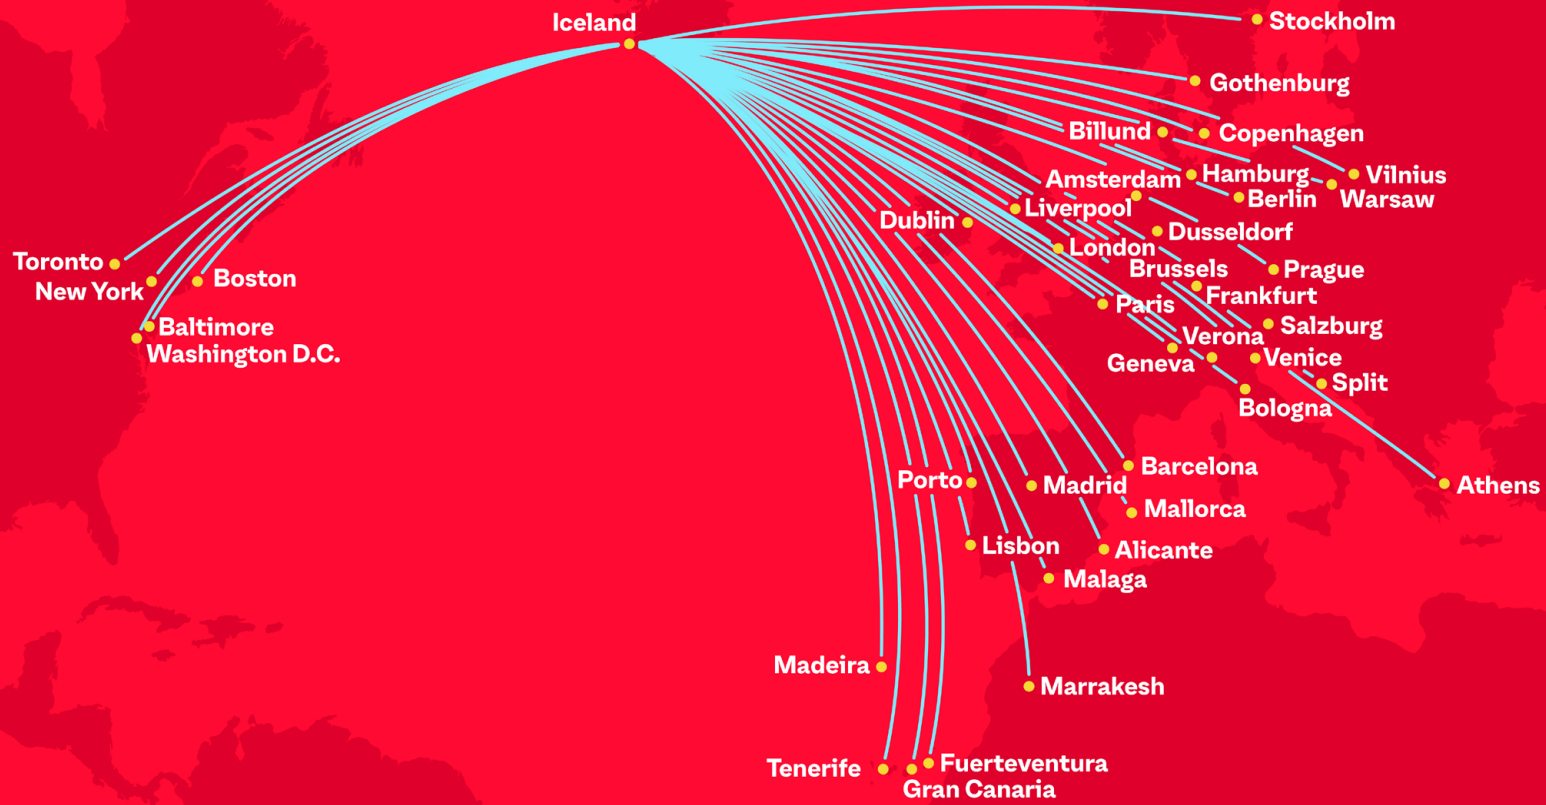 Iceland
Stockholm
Gothenburg
Billund
Copenhagen
Amsterdam
Hamburg
Vilnius
Berlin
Warsaw
Dublin
Liverpool
Dusseldorf
London
Toronto
New York
Boston
Brussels
Prague
Frankfurt
Paris
Baltimore
Salzburg
Verona
Washington D.C.
Geneva
Venice
Split
Bologna
Barcelona
Porto
Madrid
Athens
Mallorca
Lisbon
Alicante
Malaga
Madeira
Marrakesh
Tenerife
Fuerteventura
Gran Canaria